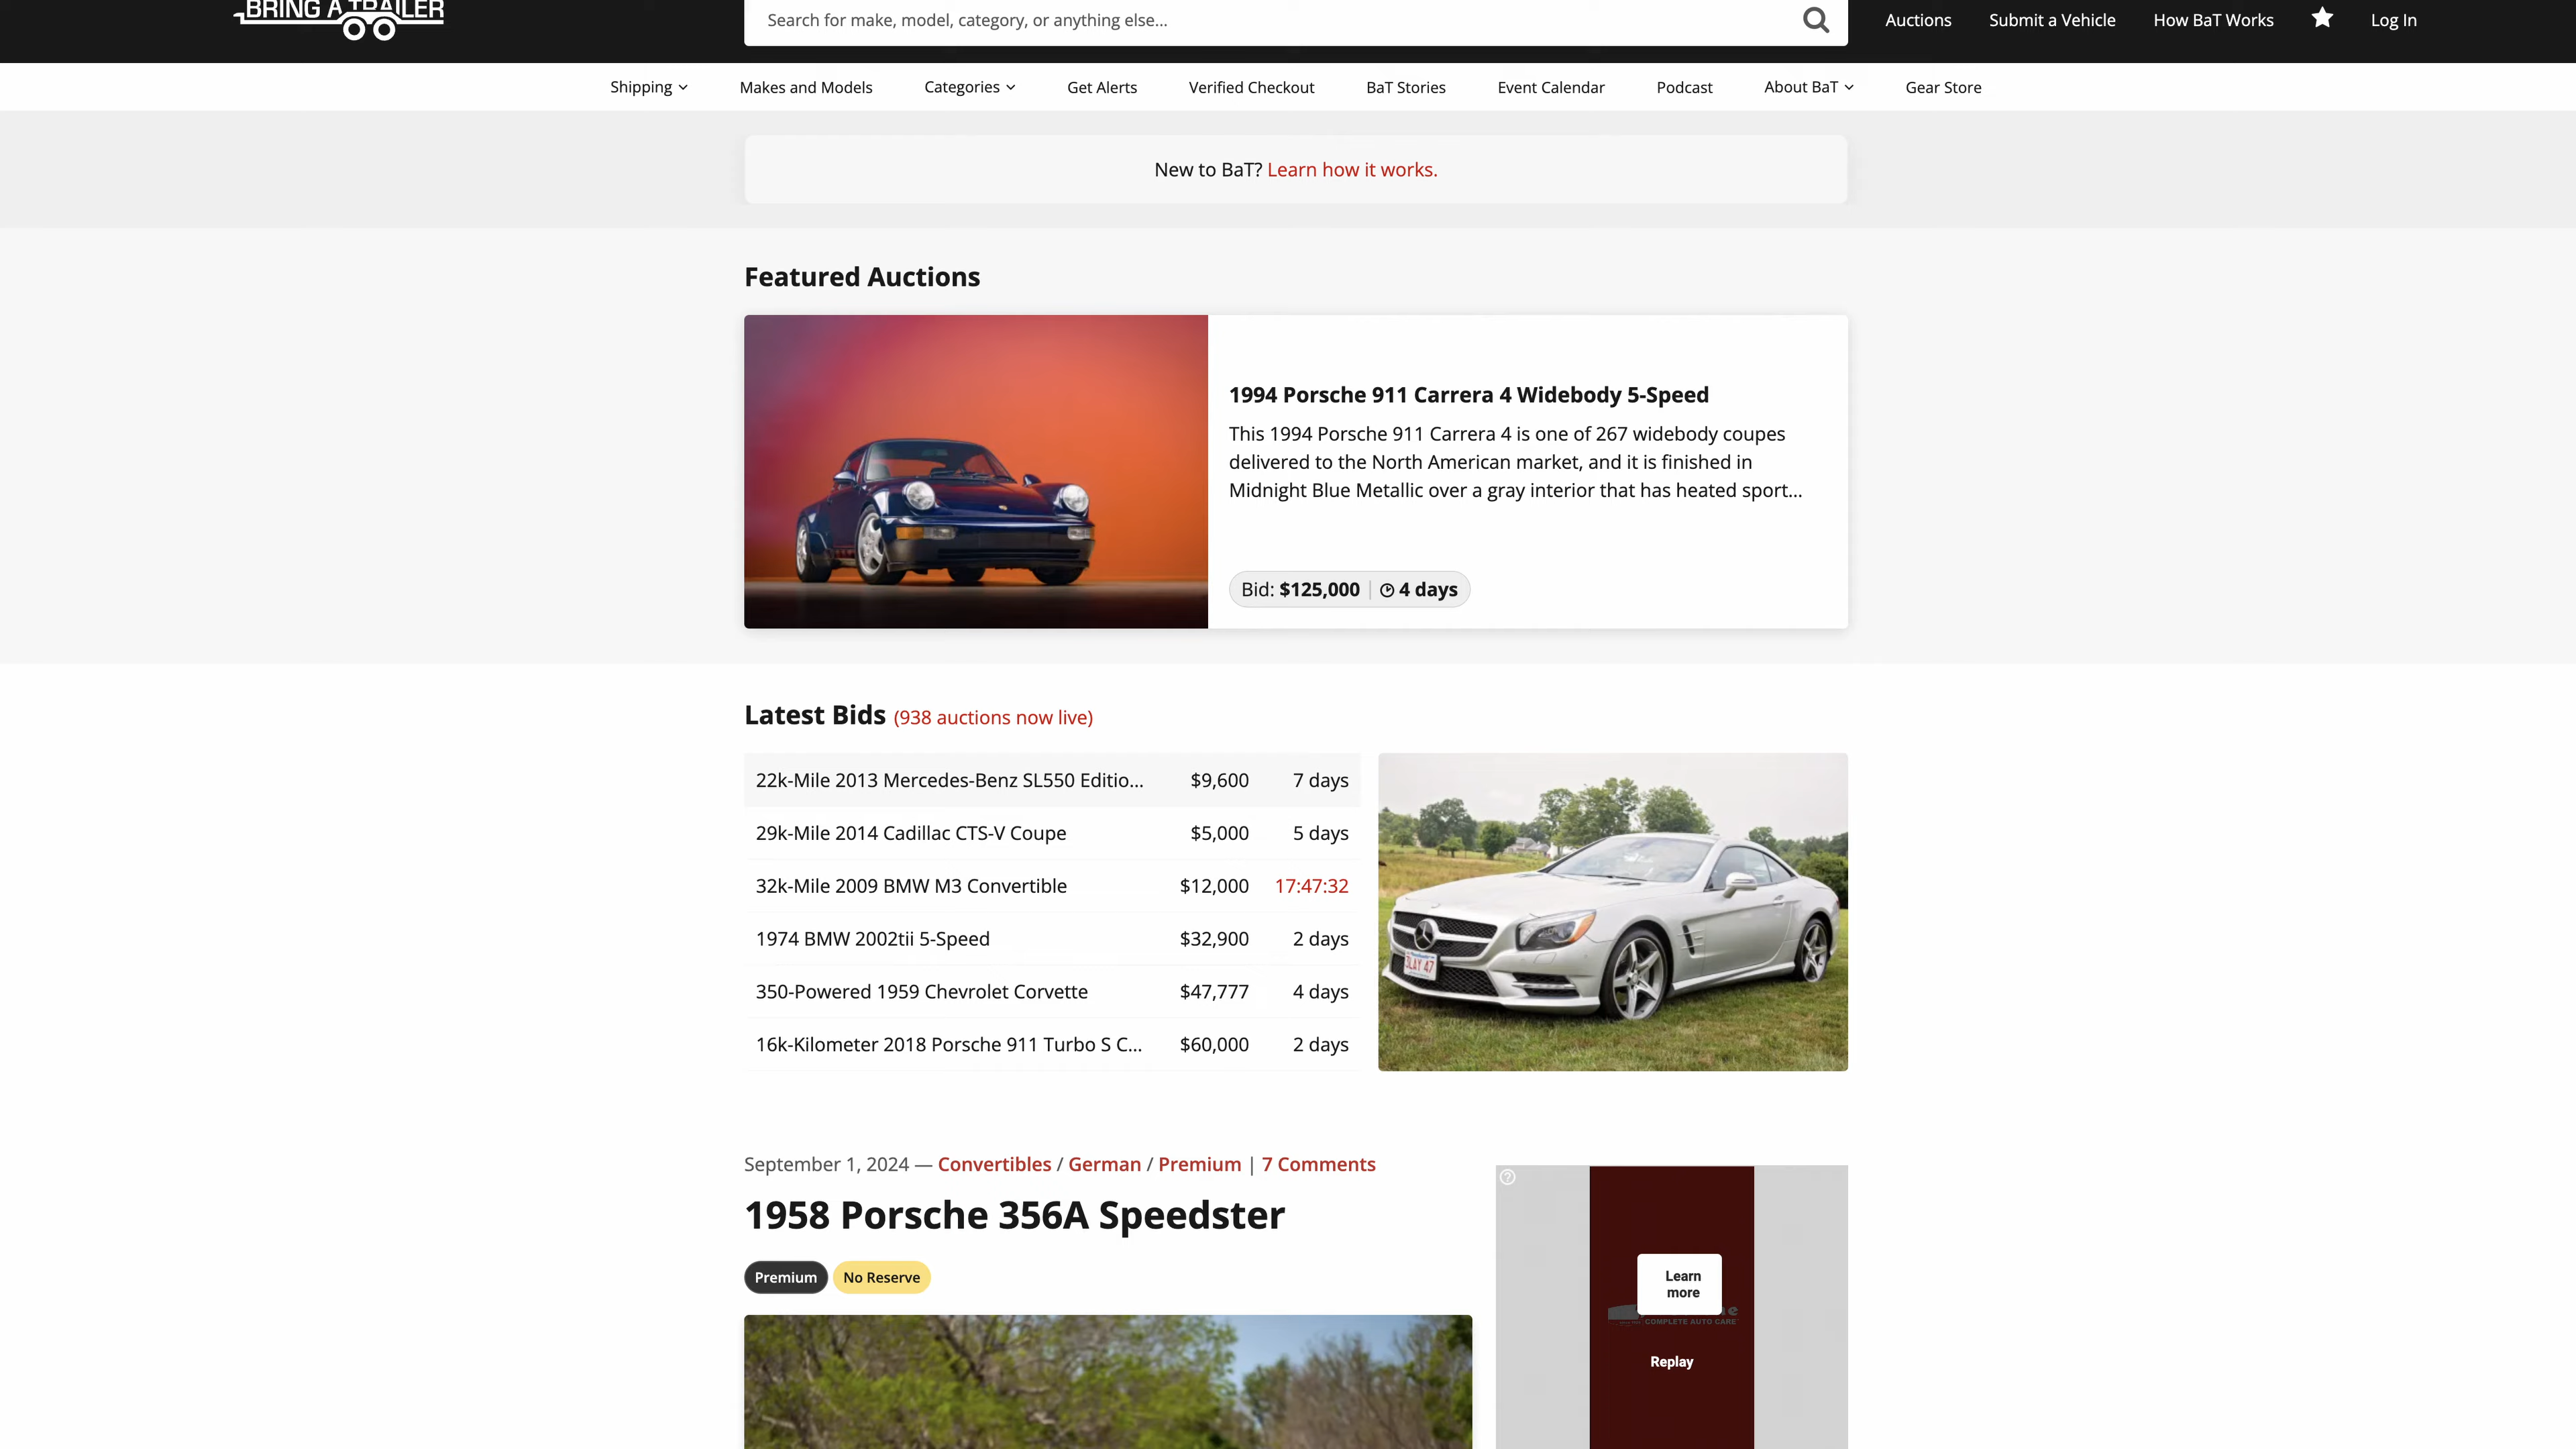 BRING A TRAILER
Search for make, model, category, or anything else...
Auctions
Submit a Vehicle
How BaT Works
Log In
Shipping
Makes and Models
Categories
Get Alerts
Verified Checkout
BaT Stories
Event Calendar
Podcast
About BaT
Gear Store
New to BaT? Learn how it works.
Featured Auctions
1994 Porsche 911 Carrera 4 Widebody 5-Speed
This 1994 Porsche 911 Carrera 4 is one of 267 widebody coupes
delivered to the North American market, and it is finished in
Midnight Blue Metallic over a gray interior that has heated sport...
Bid: $125,000 4 days
Latest Bids (938 auctions now live)
22k-Mile 2013 Mercedes-Benz SL550 Editio... $9,600 7 days
29k-Mile 2014 Cadillac CTS-V Coupe $5,000 5 days
32k-Mile 2009 BMW M3 Convertible $12,000 17:47:32
1974 BMW 2002tii 5-Speed $32,900 2 days
350-Powered 1959 Chevrolet Corvette $47,777 4 days
16k-Kilometer 2018 Porsche 911 Turbo S C... $60,000 2 days
September 1, 2024 — Convertibles / German / Premium | 7 Comments
1958 Porsche 356A Speedster
Premium
No Reserve
Learn
more
COMPLETE AUTO CARE
Replay